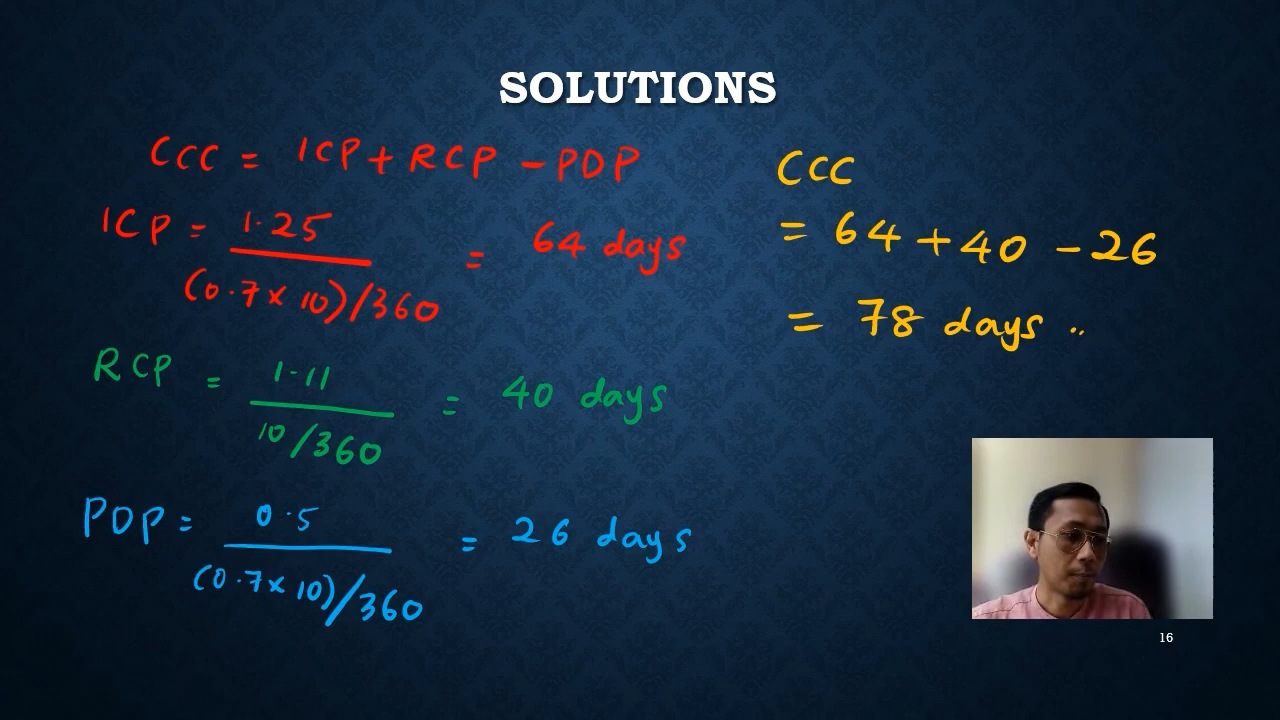 SOLUTIONS
CCC = ICP + RCP - PDP
ICP = 1.25 / (0.7 x 10)/360 = 64 days
RCP = 1.11 / 10/360 = 40 days
PDP = 0.5 / (0.7 x 10)/360 = 26 days
CCC
= 64 + 40 - 26
= 78 days ..
16